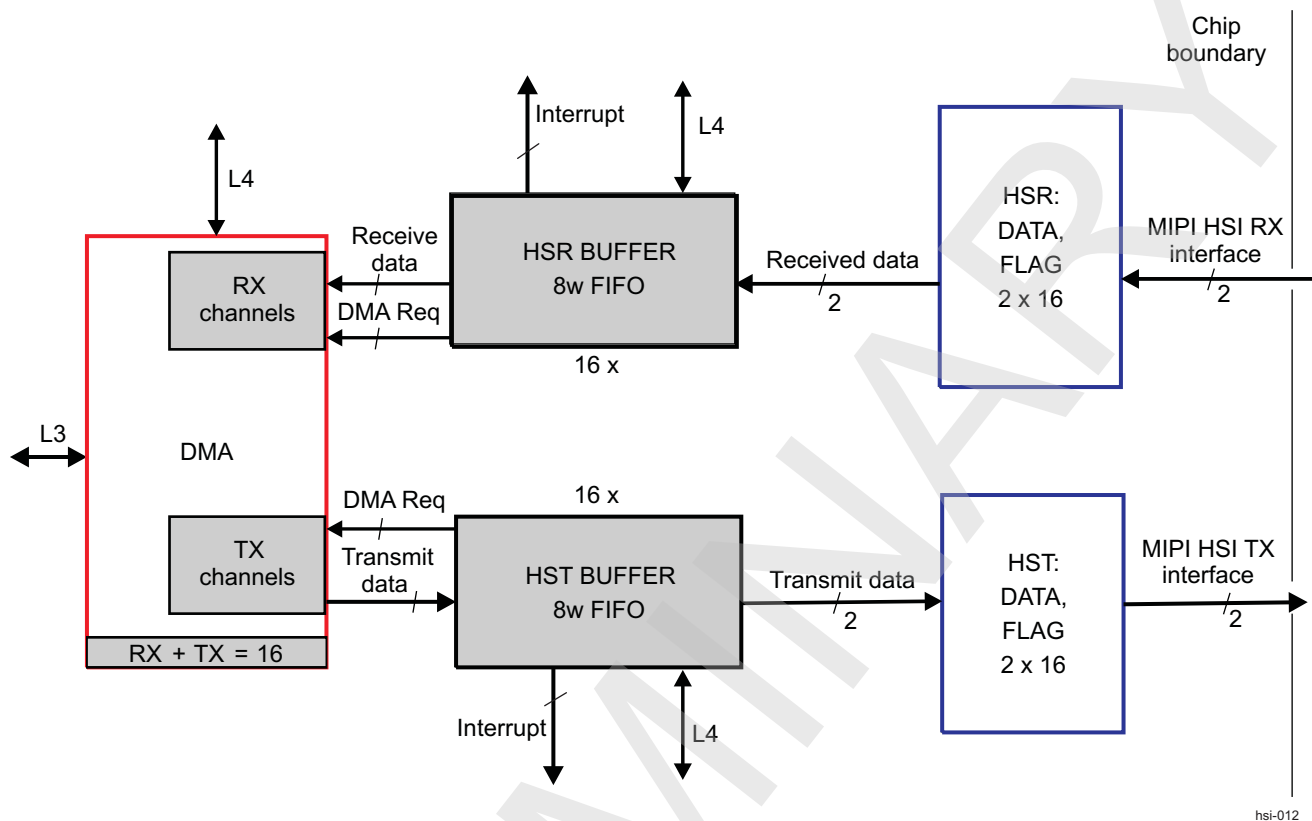 Chip
boundary
Interrupt
L4
L4
HSR:
DATA,
FLAG
2 x 16
MIPI HSI RX
interface
2
Receive
data
HSR BUFFER
8w FIFO
Received data
2
RX
channels
DMA Req
16 x
L3
DMA
DMA Req
16 x
TX
channels
Transmit
data
HST BUFFER
8w FIFO
Transmit data
2
HST:
DATA,
FLAG
2 x 16
MIPI HSI TX
interface
2
RX + TX = 16
Interrupt
L4
hsi-012
MINARY